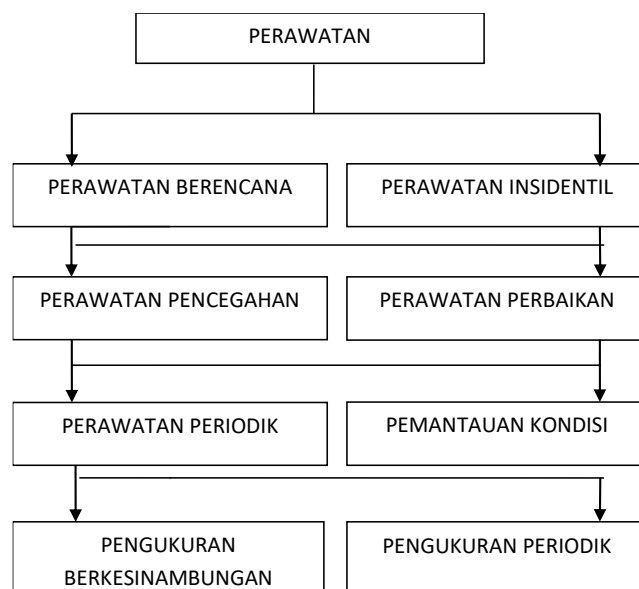 PERAWATAN
PERAWATAN BERENCANA
PERAWATAN INSIDENTIL
PERAWATAN PENCEGAHAN
PERAWATAN PERBAIKAN
PERAWATAN PERIODIK
PEMANTAUAN KONDISI
PENGUKURAN
BERKESINAMBUNGAN
PENGUKURAN PERIODIK